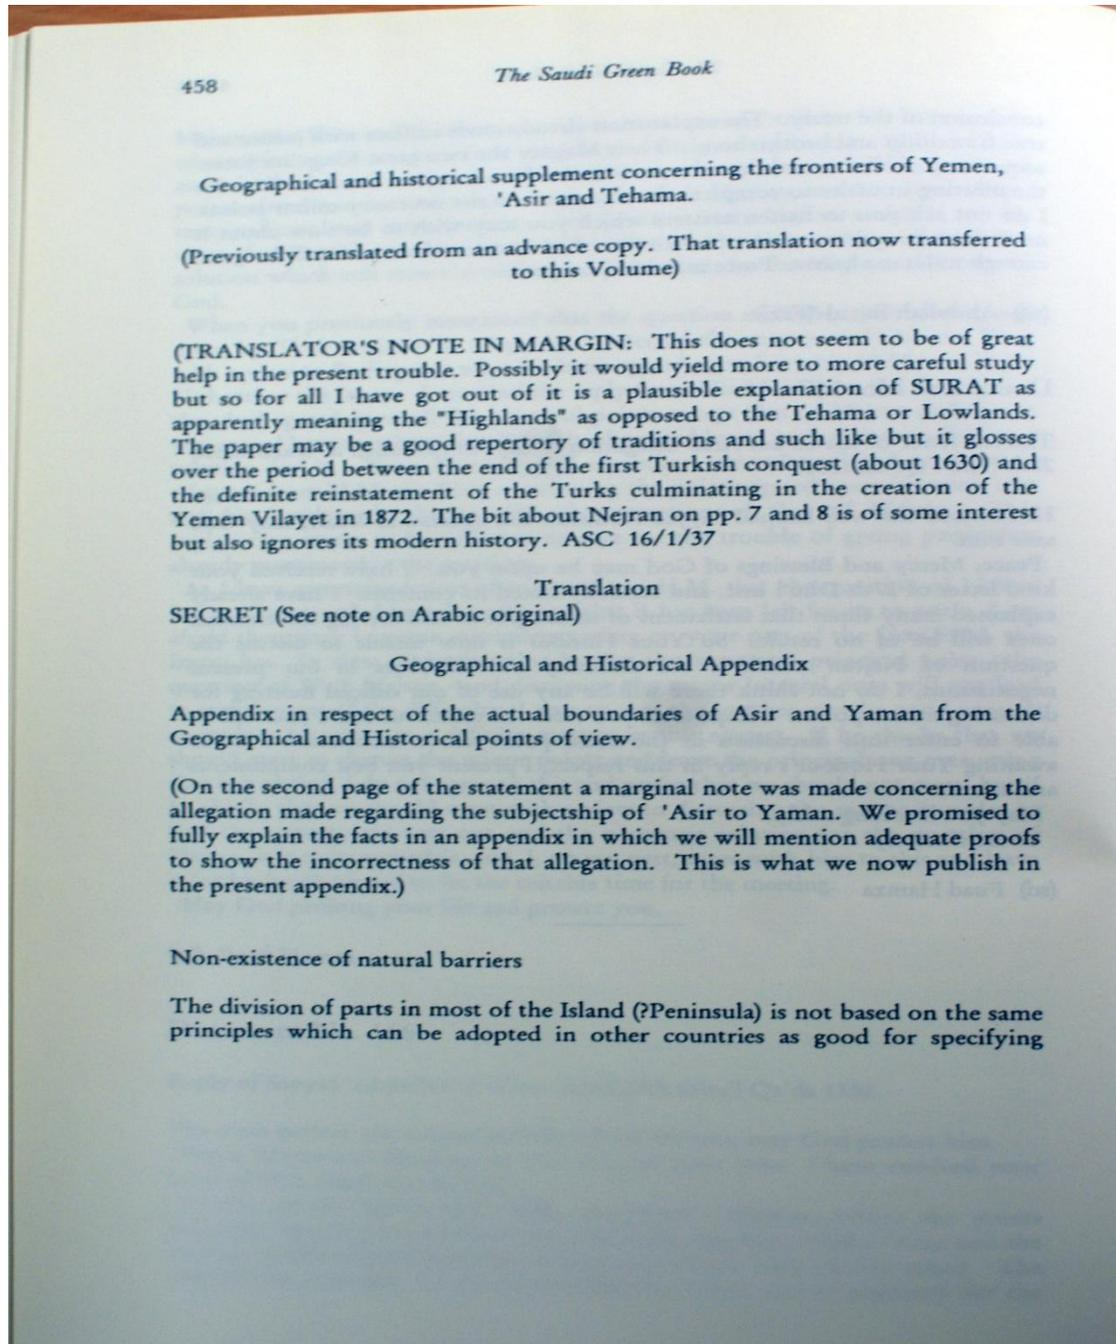 458
The Saudi Green Book
Geographical and historical supplement concerning the frontiers of Yemen,
'Asir and Tehama.
(Previously translated from an advance copy. That translation now transferred
to this Volume)
(TRANSLATOR'S NOTE IN MARGIN: This does not seem to be of great
help in the present trouble. Possibly it would yield more to more careful study
but so for all I have got out of it is a plausible explanation of SURAT as
apparently meaning the "Highlands" as opposed to the Tehama or Lowlands.
The paper may be a good repertory of traditions and such like but it glosses
over the period between the end of the first Turkish conquest (about 1630) and
the definite reinstatement of the Turks culminating in the creation of the
Yemen Vilayet in 1872. The bit about Nejran on pp. 7 and 8 is of some interest
but also ignores its modern history. ASC 16/1/37
Translation
SECRET (See note on Arabic original)
Geographical and Historical Appendix
Appendix in respect of the actual boundaries of Asir and Yaman from the
Geographical and Historical points of view.
(On the second page of the statement a marginal note was made concerning the
allegation made regarding the subjectship of 'Asir to Yaman. We promised to
fully explain the facts in an appendix in which we will mention adequate proofs
to show the incorrectness of that allegation. This is what we now publish in
the present appendix.)
Non-existence of natural barriers
The division of parts in most of the Island (?Peninsula) is not based on the same
principles which can be adopted in other countries as good for specifying